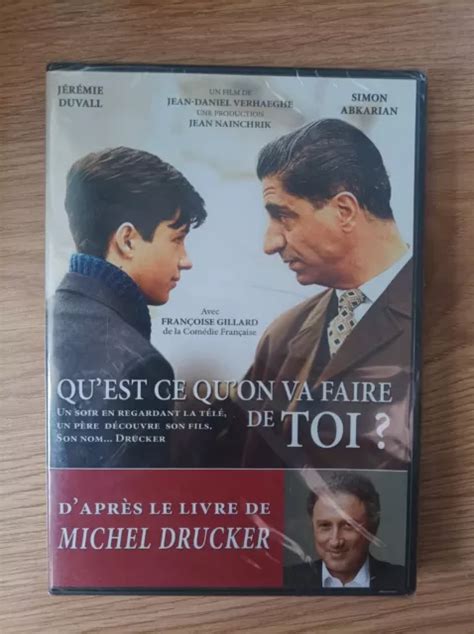 JÉRÉMIE
DUVALL
UN FILM DE
JEAN-DANIEL VERHAEGHE
UNE PRODUCTION
JEAN NAINCHRIK
SIMON
ABKARIAN
Avec
FRANÇOISE GILLARD
de la Comédie Française
QU'EST CE QU'ON VA FAIRE
DE TOI ?
UN SOIR EN REGARDANT LA TÉLÉ,
UN PÈRE DÉCOUVRE SON FILS.
SON NOM... DRUCKER
D'APRÈS LE LIVRE DE
MICHEL DRUCKER